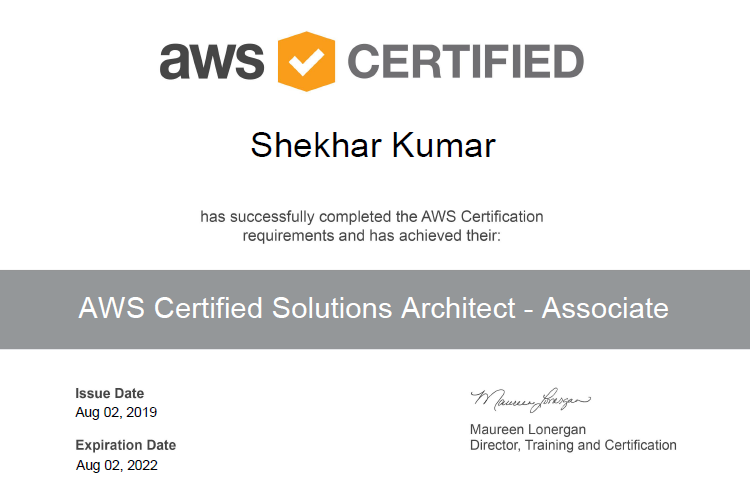 aws CERTIFIED
Shekhar Kumar
has successfully completed the AWS Certification
requirements and has achieved their:
AWS Certified Solutions Architect - Associate
Issue Date
Aug 02, 2019
Expiration Date
Aug 02, 2022
Maureen Lonergan
Maureen Lonergan
Director, Training and Certification